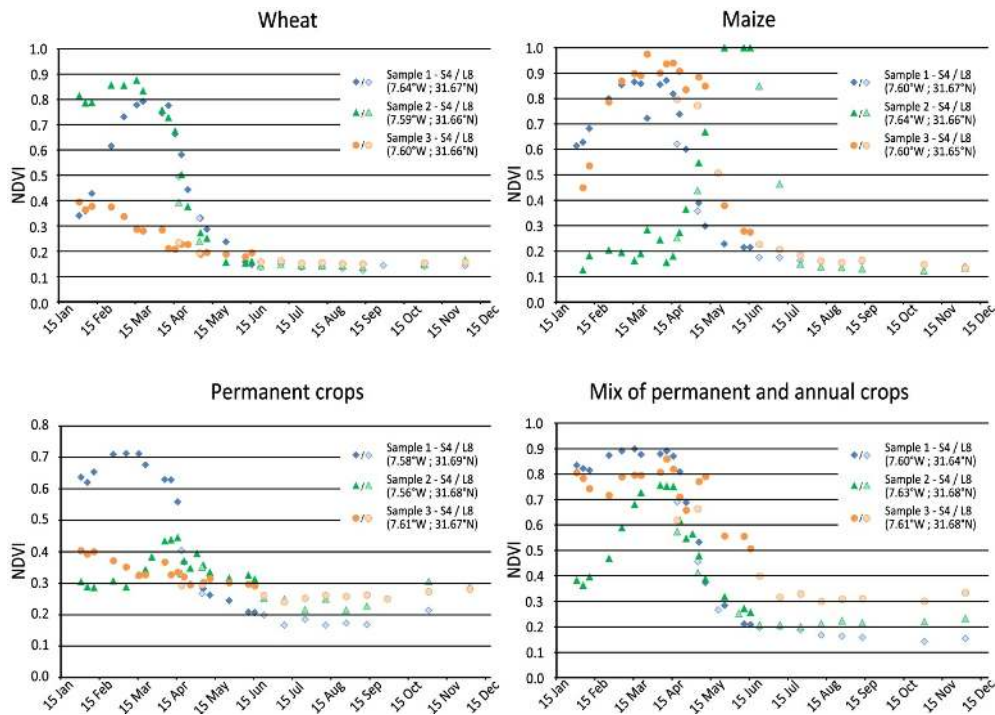 Wheat
1.0
0.9
0.8
0.7
0.6
0.5
0.4
0.3
0.2
0.1
0.0
NDVI
Sample 1 - S4 / L8
(7.64°W ; 31.67°N)
Sample 2 - S4 / L8
(7.59°W ; 31.66°N)
Sample 3 - S4 / L8
(7.60°W ; 31.66°N)
15 Jan
15 Feb
15 Mar
15 Apr
15 May
15 Jun
15 Jul
15 Aug
15 Sep
15 Oct
15 Nov
15 Dec
Maize
1.0
0.9
0.8
0.7
0.6
0.5
0.4
0.3
0.2
0.1
0.0
NDVI
Sample 1 - S4 / L8
(7.60°W ; 31.67°N)
Sample 2 - S4 / L8
(7.64°W ; 31.66°N)
Sample 3 - S4 / L8
(7.60°W ; 31.65°N)
15 Jan
15 Feb
15 Mar
15 Apr
15 May
15 Jun
15 Jul
15 Aug
15 Sep
15 Oct
15 Nov
15 Dec
Permanent crops
0.8
0.7
0.6
0.5
0.4
0.3
0.2
0.1
0.0
NDVI
Sample 1 - S4 / L8
(7.58°W ; 31.69°N)
Sample 2 - S4 / L8
(7.56°W ; 31.68°N)
Sample 3 - S4 / L8
(7.61°W ; 31.67°N)
15 Jan
15 Feb
15 Mar
15 Apr
15 May
15 Jun
15 Jul
15 Aug
15 Sep
15 Oct
15 Nov
15 Dec
Mix of permanent and annual crops
1.0
0.9
0.8
0.7
0.6
0.5
0.4
0.3
0.2
0.1
0.0
NDVI
Sample 1 - S4 / L8
(7.60°W ; 31.64°N)
Sample 2 - S4 / L8
(7.63°W ; 31.68°N)
Sample 3 - S4 / L8
(7.61°W ; 31.68°N)
15 Jan
15 Feb
15 Mar
15 Apr
15 May
15 Jun
15 Jul
15 Aug
15 Sep
15 Oct
15 Nov
15 Dec